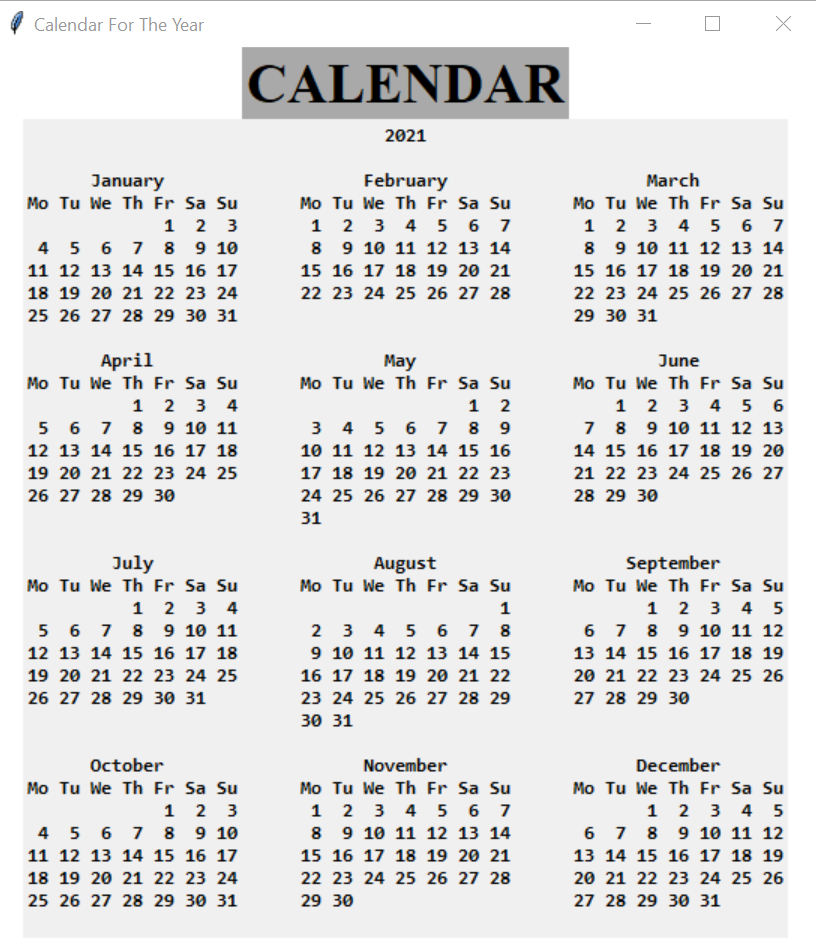 Calendar For The Year
CALENDAR
2021
January February March
Mo Tu We Th Fr Sa Su Mo Tu We Th Fr Sa Su Mo Tu We Th Fr Sa Su
1 2 3 1 2 3 4 5 6 7 1 2 3 4 5 6 7
4 5 6 7 8 9 10 8 9 10 11 12 13 14 8 9 10 11 12 13 14
11 12 13 14 15 16 17 15 16 17 18 19 20 21 15 16 17 18 19 20 21
18 19 20 21 22 23 24 22 23 24 25 26 27 28 22 23 24 25 26 27 28
25 26 27 28 29 30 31 29 30 31
April May June
Mo Tu We Th Fr Sa Su Mo Tu We Th Fr Sa Su Mo Tu We Th Fr Sa Su
1 2 3 4 1 2 1 2 3 4 5 6
5 6 7 8 9 10 11 3 4 5 6 7 8 9 7 8 9 10 11 12 13
12 13 14 15 16 17 18 10 11 12 13 14 15 16 14 15 16 17 18 19 20
19 20 21 22 23 24 25 17 18 19 20 21 22 23 21 22 23 24 25 26 27
26 27 28 29 30 24 25 26 27 28 29 30 28 29 30
31
July August September
Mo Tu We Th Fr Sa Su Mo Tu We Th Fr Sa Su Mo Tu We Th Fr Sa Su
1 2 3 4 1 1 2 3 4 5
5 6 7 8 9 10 11 2 3 4 5 6 7 8 6 7 8 9 10 11 12
12 13 14 15 16 17 18 9 10 11 12 13 14 15 13 14 15 16 17 18 19
19 20 21 22 23 24 25 16 17 18 19 20 21 22 20 21 22 23 24 25 26
26 27 28 29 30 31 23 24 25 26 27 28 29 27 28 29 30
30 31
October November December
Mo Tu We Th Fr Sa Su Mo Tu We Th Fr Sa Su Mo Tu We Th Fr Sa Su
1 2 3 1 2 3 4 5 6 7 1 2 3 4 5
4 5 6 7 8 9 10 8 9 10 11 12 13 14 6 7 8 9 10 11 12
11 12 13 14 15 16 17 15 16 17 18 19 20 21 13 14 15 16 17 18 19
18 19 20 21 22 23 24 22 23 24 25 26 27 28 20 21 22 23 24 25 26
25 26 27 28 29 30 31 29 30 27 28 29 30 31